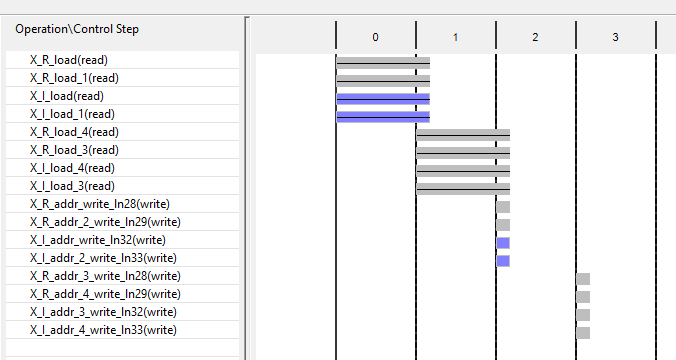 Operation\Control Step
0 1 2 3
X_R_load(read)
X_R_load_1(read)
X_I_load(read)
X_I_load_1(read)
X_R_load_4(read)
X_R_load_3(read)
X_I_load_4(read)
X_I_load_3(read)
X_R_addr_write_ln28(write)
X_R_addr_2_write_ln29(write)
X_I_addr_write_ln32(write)
X_I_addr_2_write_ln33(write)
X_R_addr_3_write_ln28(write)
X_R_addr_4_write_ln29(write)
X_I_addr_3_write_ln32(write)
X_I_addr_4_write_ln33(write)